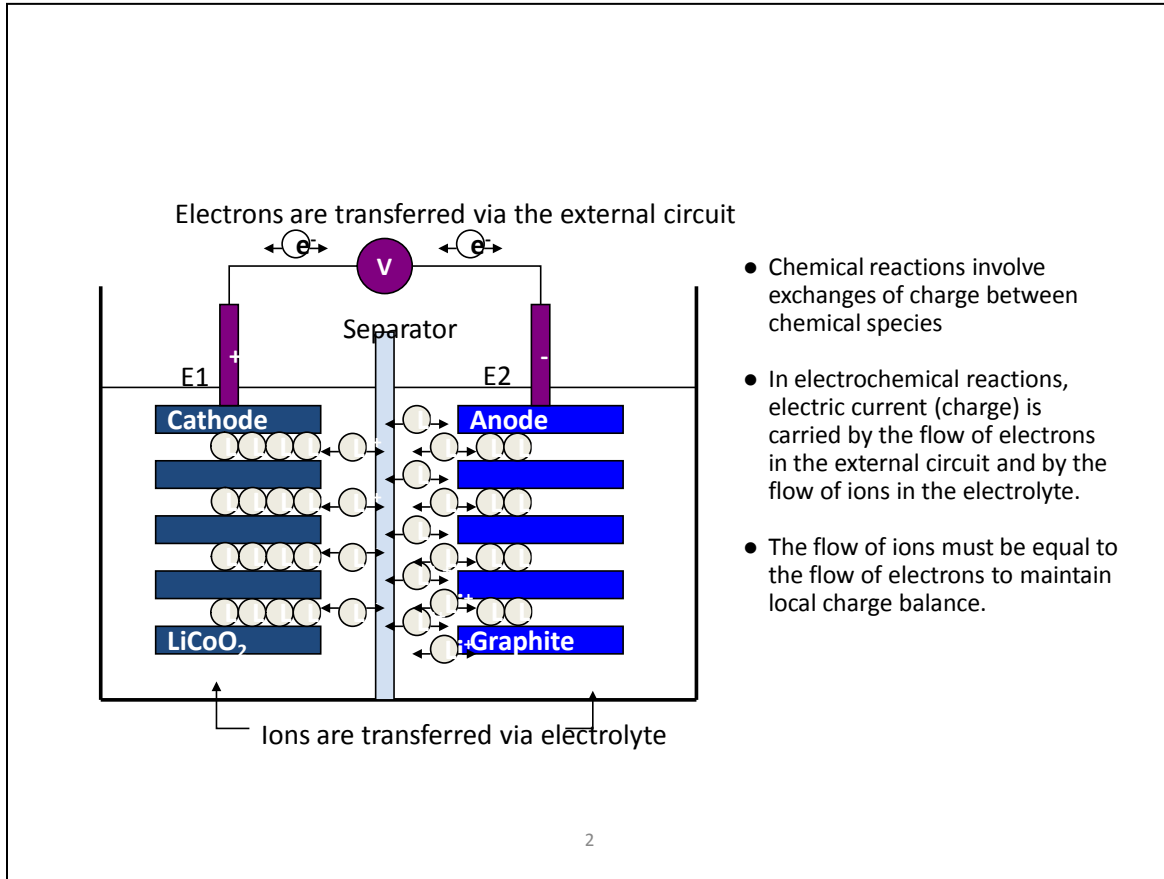 Electrons are transferred via the external circuit
e-
e-
V
Separator
+
-
E1
E2
Cathode
Anode
LiCoO2
Graphite
Ions are transferred via electrolyte
● Chemical reactions involve
exchanges of charge between
chemical species
● In electrochemical reactions,
electric current (charge) is
carried by the flow of electrons
in the external circuit and by the
flow of ions in the electrolyte.
● The flow of ions must be equal to
the flow of electrons to maintain
local charge balance.
2